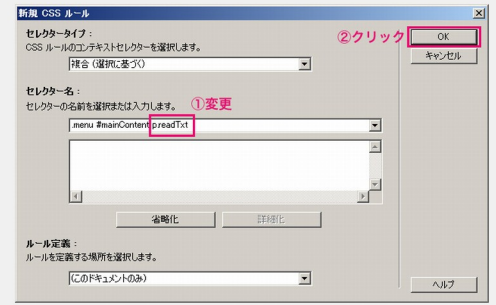 新規 CSS ルール
セレクタータイプ：
CSS ルールのコンテキストセレクターを選択します。
複合（選択に基づく）
②クリック
OK
キャンセル
セレクター名：
セレクターの名前を選択または入力します。
①変更
.menu #mainContent p.readTxt
省略化
詳細化
ルール定義：
ルールを定義する場所を選択します。
(このドキュメントのみ)
ヘルプ